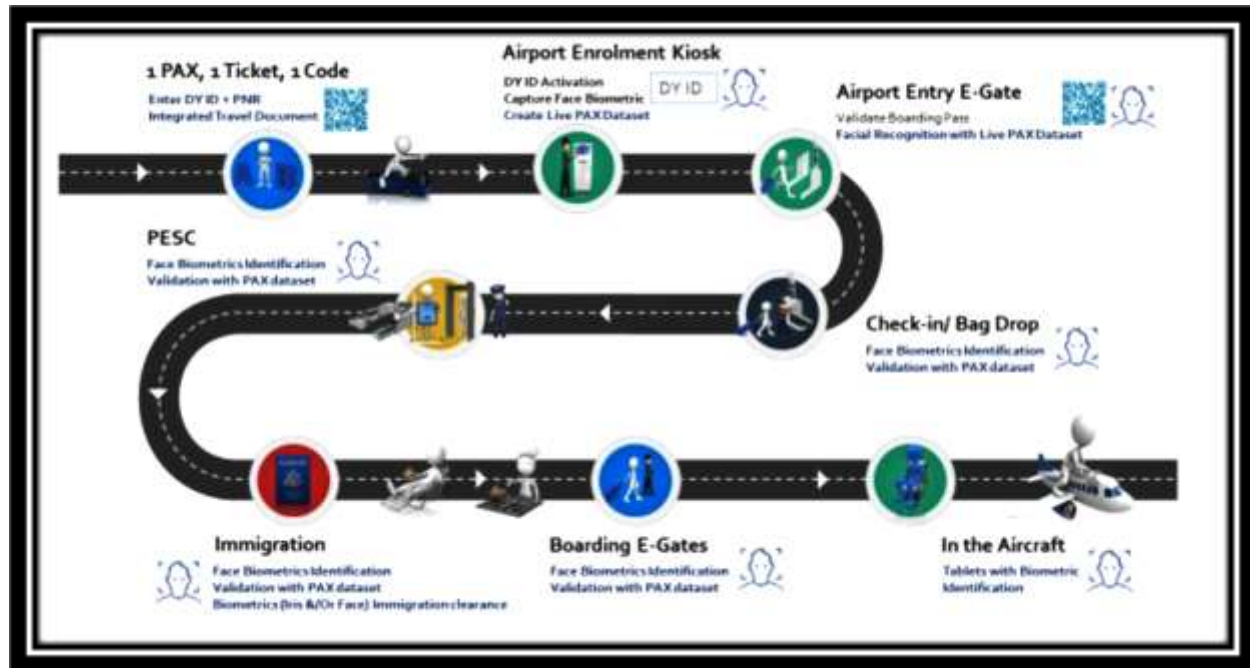 1 PAX, 1 Ticket, 1 Code
Enter DY ID + PNR
Integrated Travel Document
Airport Enrolment Kiosk
DY ID Activation
Capture Face Biometric
Create Live PAX Dataset
DY ID
Airport Entry E-Gate
Validate Boarding Pass
Facial Recognition with Live PAX Dataset
PESC
Face Biometrics Identification
Validation with PAX dataset
Check-in/ Bag Drop
Face Biometrics Identification
Validation with PAX dataset
Immigration
Face Biometrics Identification
Validation with PAX dataset
Biometrics (Iris &/Or Face) Immigration clearance
Boarding E-Gates
Face Biometrics Identification
Validation with PAX dataset
In the Aircraft
Tablets with Biometric
Identification